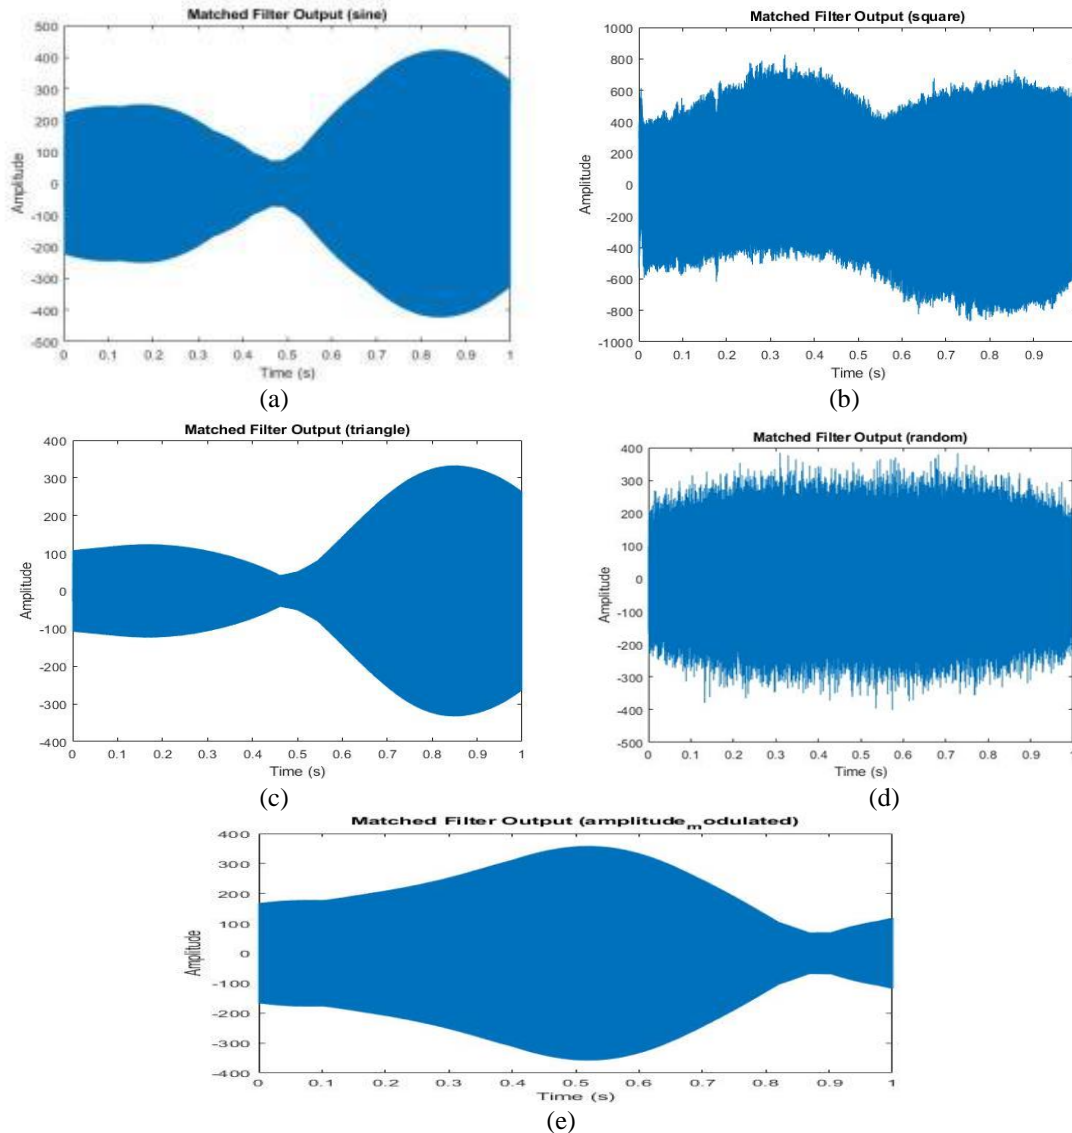 Matched Filter Output (sine)
500
400
300
200
100
0
-100
-200
-300
-400
-500
Amplitude
0 0.1 0.2 0.3 0.4 0.5 0.6 0.7 0.8 0.9 1
Time (s)
(a)
Matched Filter Output (square)
1000
800
600
400
200
0
-200
-400
-600
-800
-1000
Amplitude
0 0.1 0.2 0.3 0.4 0.5 0.6 0.7 0.8 0.9
Time (s)
(b)
Matched Filter Output (triangle)
400
300
200
100
0
-100
-200
-300
-400
Amplitude
0 0.1 0.2 0.3 0.4 0.5 0.6 0.7 0.8 0.9 1
Time (s)
(c)
Matched Filter Output (random)
400
300
200
100
0
-100
-200
-300
-400
-500
Amplitude
0 0.1 0.2 0.3 0.4 0.5 0.6 0.7 0.8 0.9 1
Time (s)
(d)
Matched Filter Output (amplitude_modulated)
400
300
200
100
0
-100
-200
-300
-400
Amplitude
0 0.1 0.2 0.3 0.4 0.5 0.6 0.7 0.8 0.9 1
Time (s)
(e)